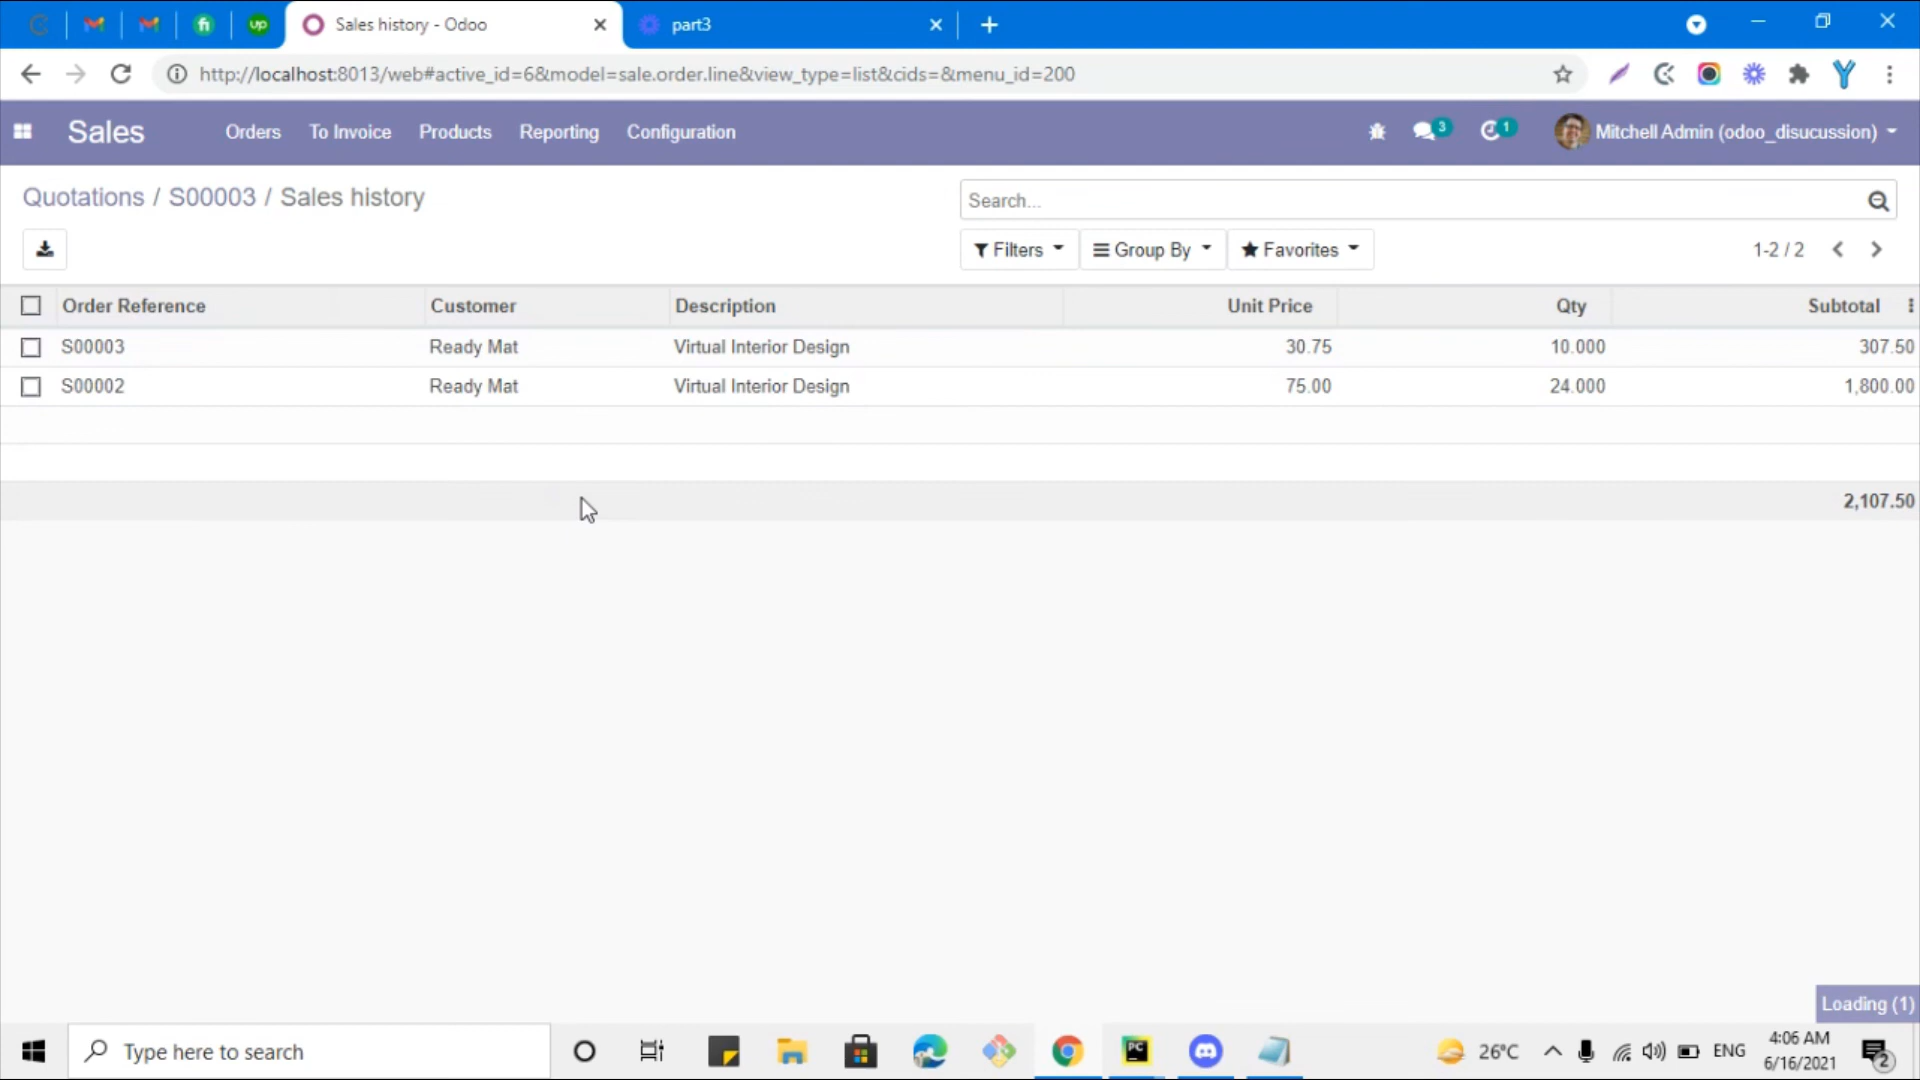 Sales history - Odoo
part3
http://localhost:8013/web#active_id=6&model=sale.order.line&view_type=list&cids=&menu_id=200
Sales
Orders
To Invoice
Products
Reporting
Configuration
3
1
Mitchell Admin (odoo_disucussion)
Quotations / S00003 / Sales history
Search...
Filters
Group By
Favorites
1-2 / 2
Order Reference Customer Description Unit Price Qty Subtotal
S00003 Ready Mat Virtual Interior Design 30.75 10.000 307.50
S00002 Ready Mat Virtual Interior Design 75.00 24.000 1,800.00
2,107.50
Loading (1)
Type here to search
PC
26°C
ENG
4:06 AM
6/16/2021
2
fi
up